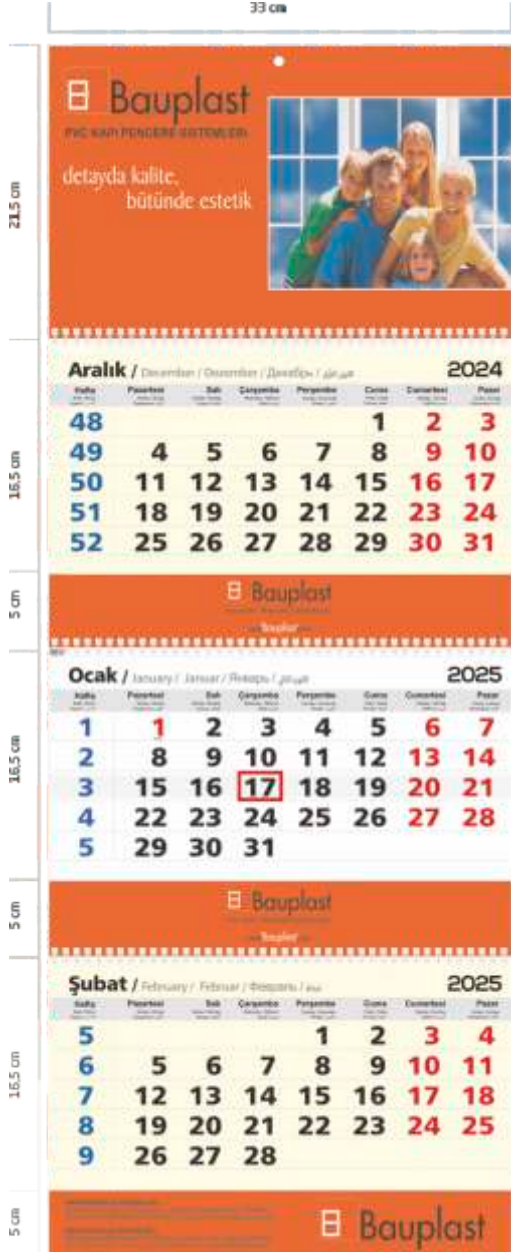 33 cm
Bauplast
PVC KAPI PENCERE SİSTEMLERİ
detayda kalite,
bütünde estetik
21.5 cm
Aralık / December / Dezember / Декабрь / 2024
Hafta Pazartesi Salı Çarşamba Perşembe Cuma Cumartesi Pazar
48 1 2 3
49 4 5 6 7 8 9 10
50 11 12 13 14 15 16 17
51 18 19 20 21 22 23 24
52 25 26 27 28 29 30 31
16.5 cm
Bauplast
Bauplast
5 cm
Ocak / January / Januar / Январь / 2025
Hafta Pazartesi Salı Çarşamba Perşembe Cuma Cumartesi Pazar
1 1 2 3 4 5 6 7
2 8 9 10 11 12 13 14
3 15 16 17 18 19 20 21
4 22 23 24 25 26 27 28
5 29 30 31
16.5 cm
Bauplast
Bauplast
5 cm
Şubat / February / Februar / Февраль / 2025
Hafta Pazartesi Salı Çarşamba Perşembe Cuma Cumartesi Pazar
5 1 2 3 4
6 5 6 7 8 9 10 11
7 12 13 14 15 16 17 18
8 19 20 21 22 23 24 25
9 26 27 28
16.5 cm
Bauplast
5 cm